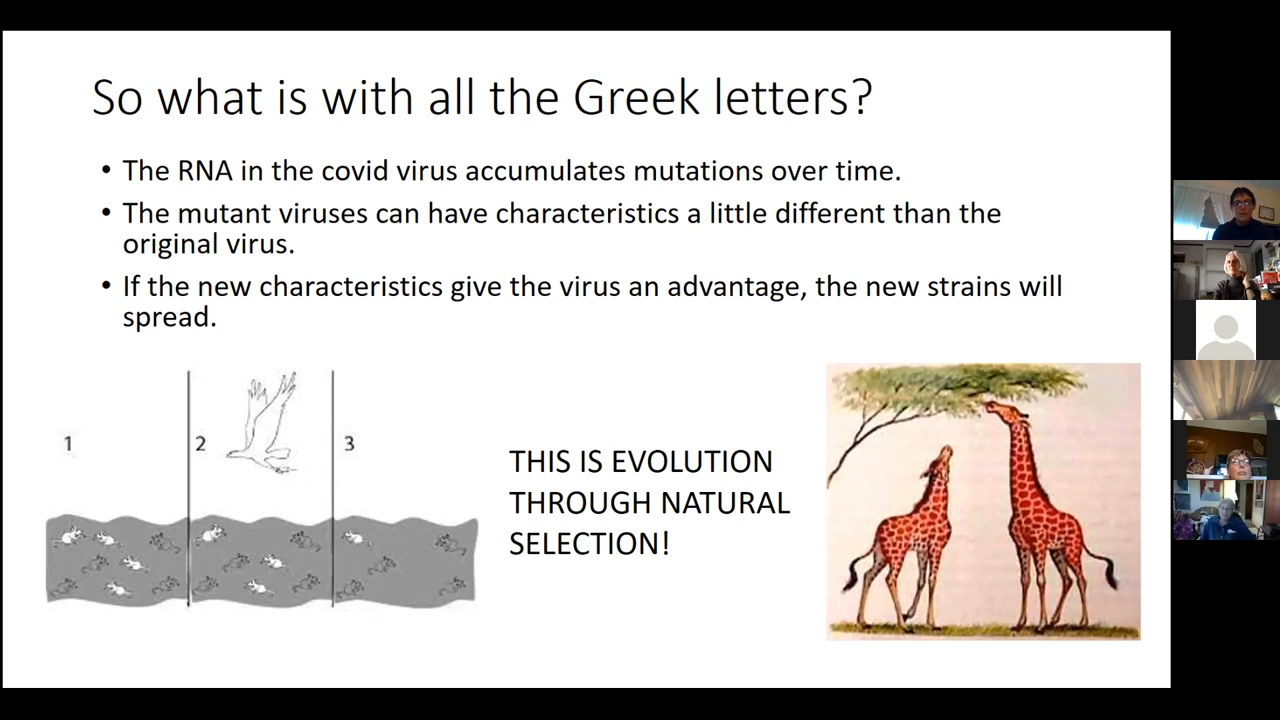 So what is with all the Greek letters?
• The RNA in the covid virus accumulates mutations over time.
• The mutant viruses can have characteristics a little different than the
original virus.
• If the new characteristics give the virus an advantage, the new strains will
spread.
1
2
3
THIS IS EVOLUTION
THROUGH NATURAL
SELECTION!